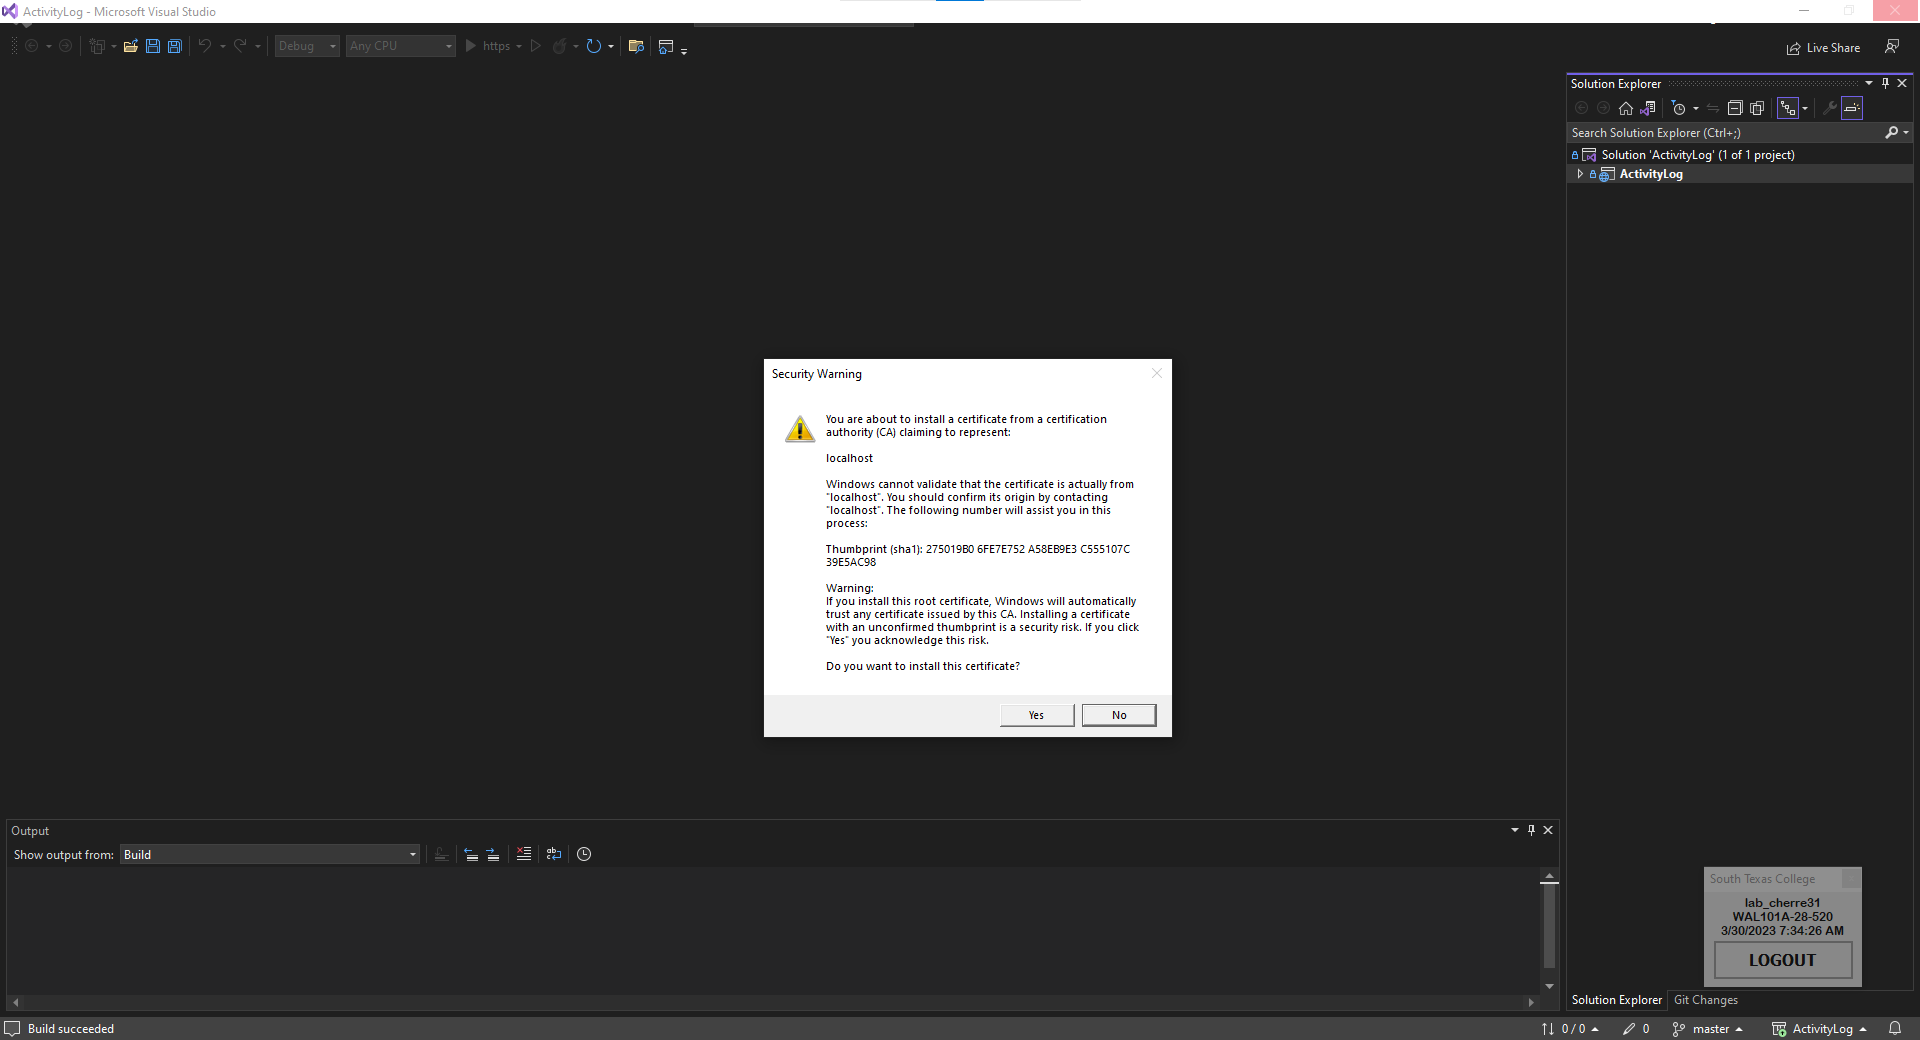 ActivityLog - Microsoft Visual Studio
Debug
Any CPU
https
Live Share
Solution Explorer
Search Solution Explorer (Ctrl+;)
Solution 'ActivityLog' (1 of 1 project)
ActivityLog
Security Warning
You are about to install a certificate from a certification
authority (CA) claiming to represent:
localhost
Windows cannot validate that the certificate is actually from
"localhost". You should confirm its origin by contacting
"localhost". The following number will assist you in this
process:
Thumbprint (sha1): 275019B0 6FE7E752 A58EB9E3 C555107C
39E5AC98
Warning:
If you install this root certificate, Windows will automatically
trust any certificate issued by this CA. Installing a certificate
with an unconfirmed thumbprint is a security risk. If you click
"Yes" you acknowledge this risk.
Do you want to install this certificate?
Yes
No
Output
Show output from:
Build
South Texas College
lab_cherre31
WAL101A-28-520
3/30/2023 7:34:26 AM
LOGOUT
Solution Explorer
Git Changes
Build succeeded
0 / 0
0
master
ActivityLog